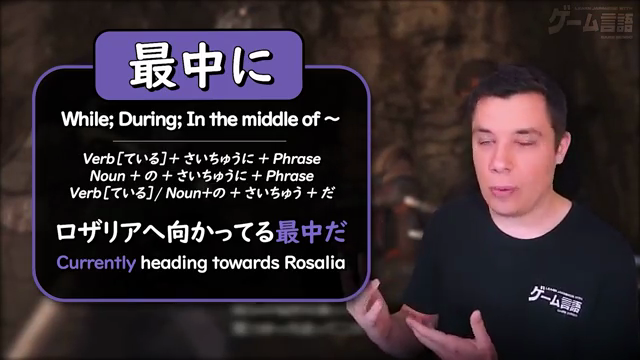 最中に
While; During; In the middle of ～
Verb［ている］+ さいちゅうに + Phrase
Noun + の + さいちゅうに + Phrase
Verb［ている］/ Noun+の + さいちゅう + だ
ロザリアへ向かってる最中だ
Currently heading towards Rosalia
LEARN JAPANESE WITH
ゲーム言語
ゲーム言語